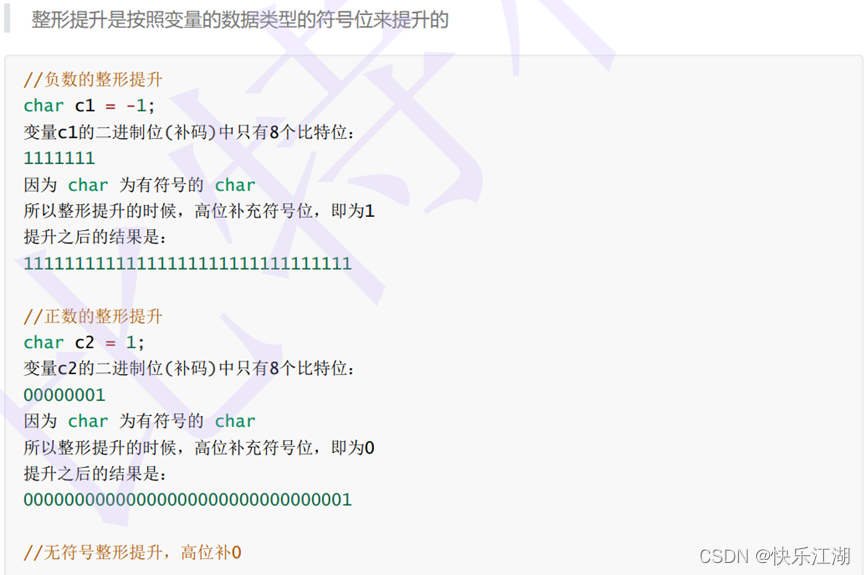 整形提升是按照变量的数据类型的符号位来提升的
//负数的整形提升
char c1 = -1;
变量c1的二进制位(补码)中只有8个比特位：
1111111
因为 char 为有符号的 char
所以整形提升的时候，高位补充符号位，即为1
提升之后的结果是：
11111111111111111111111111111111
//正数的整形提升
char c2 = 1;
变量c2的二进制位(补码)中只有8个比特位：
00000001
因为 char 为有符号的 char
所以整形提升的时候，高位补充符号位，即为0
提升之后的结果是：
00000000000000000000000000000001
//无符号整形提升，高位补0
CSDN @快乐江湖
比特